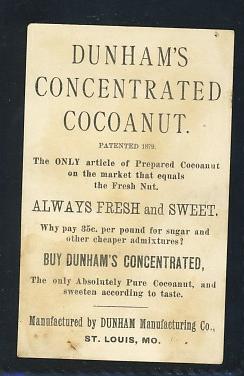 DUNHAM'S
CONCENTRATED
COCOANUT.
PATENTED 1879.
The ONLY article of Prepared Cocoanut
on the market that equals
the Fresh Nut.
ALWAYS FRESH and SWEET.
Why pay 35c. per pound for sugar and
other cheaper admixtures?
BUY DUNHAM'S CONCENTRATED,
The only Absolutely Pure Cocoanut, and
sweeten according to taste.
Manufactured by DUNHAM Manufacturing Co.,
ST. LOUIS, MO.